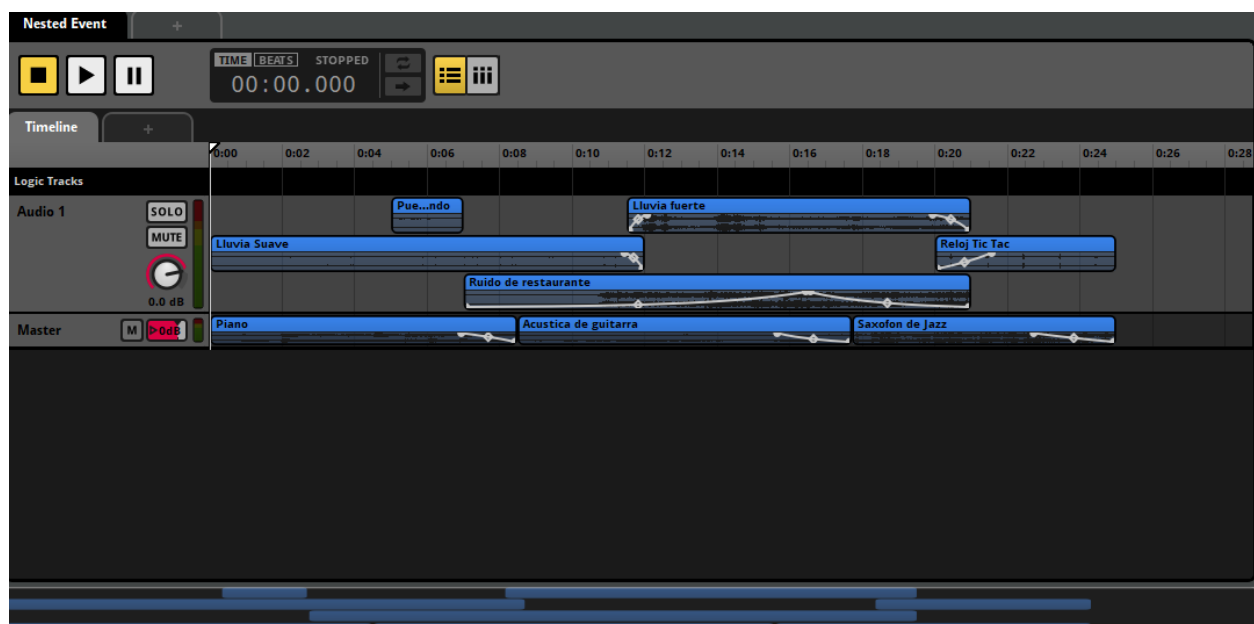 Nested Event +
TIME BEATS STOPPED
00:00.000
Timeline +
0:00 0:02 0:04 0:06 0:08 0:10 0:12 0:14 0:16 0:18 0:20 0:22 0:24 0:26 0:28
Logic Tracks
Audio 1 SOLO Pue...ndo Lluvia fuerte
MUTE Lluvia Suave Reloj Tic Tac
Ruido de restaurante
0.0 dB
Master M 0dB Piano Acustica de guitarra Saxofon de Jazz